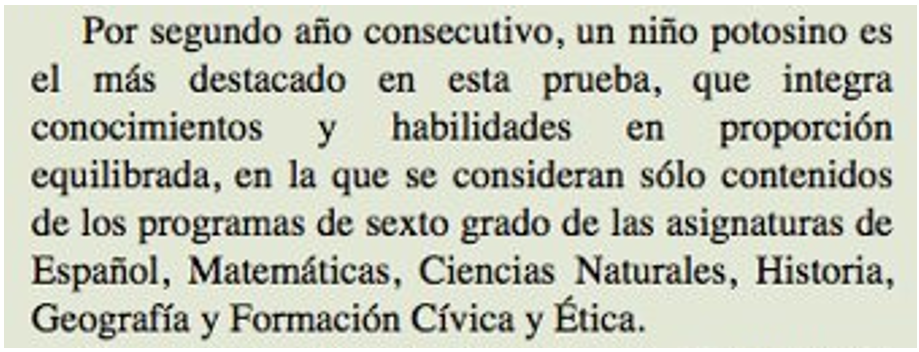 Por segundo año consecutivo, un niño potosino es
el más destacado en esta prueba, que integra
conocimientos y habilidades en proporción
equilibrada, en la que se consideran sólo contenidos
de los programas de sexto grado de las asignaturas de
Español, Matemáticas, Ciencias Naturales, Historia,
Geografía y Formación Cívica y Ética.